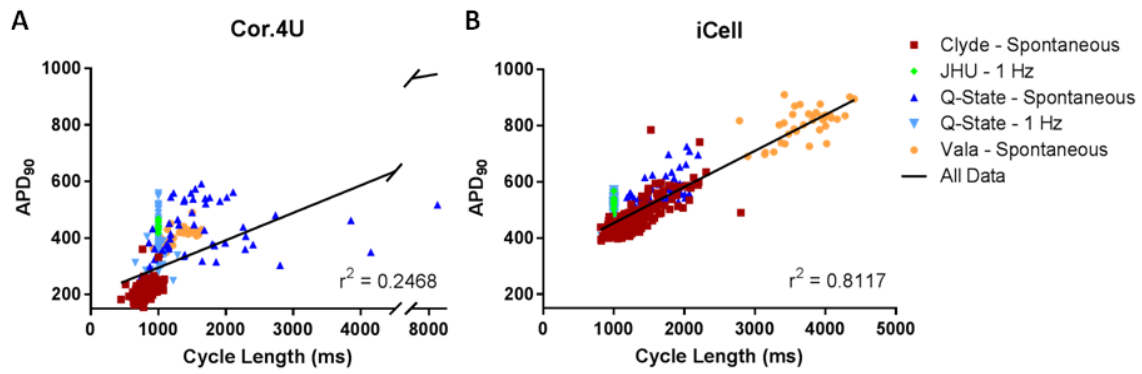 A
Cor.4U
APD90
1000
800
600
400
200
r2 = 0.2468
0 1000 2000 3000 4000 8000
Cycle Length (ms)
B
iCell
APD90
1000
800
600
400
200
r2 = 0.8117
0 1000 2000 3000 4000 5000
Cycle Length (ms)
Clyde - Spontaneous
JHU - 1 Hz
Q-State - Spontaneous
Q-State - 1 Hz
Vala - Spontaneous
All Data